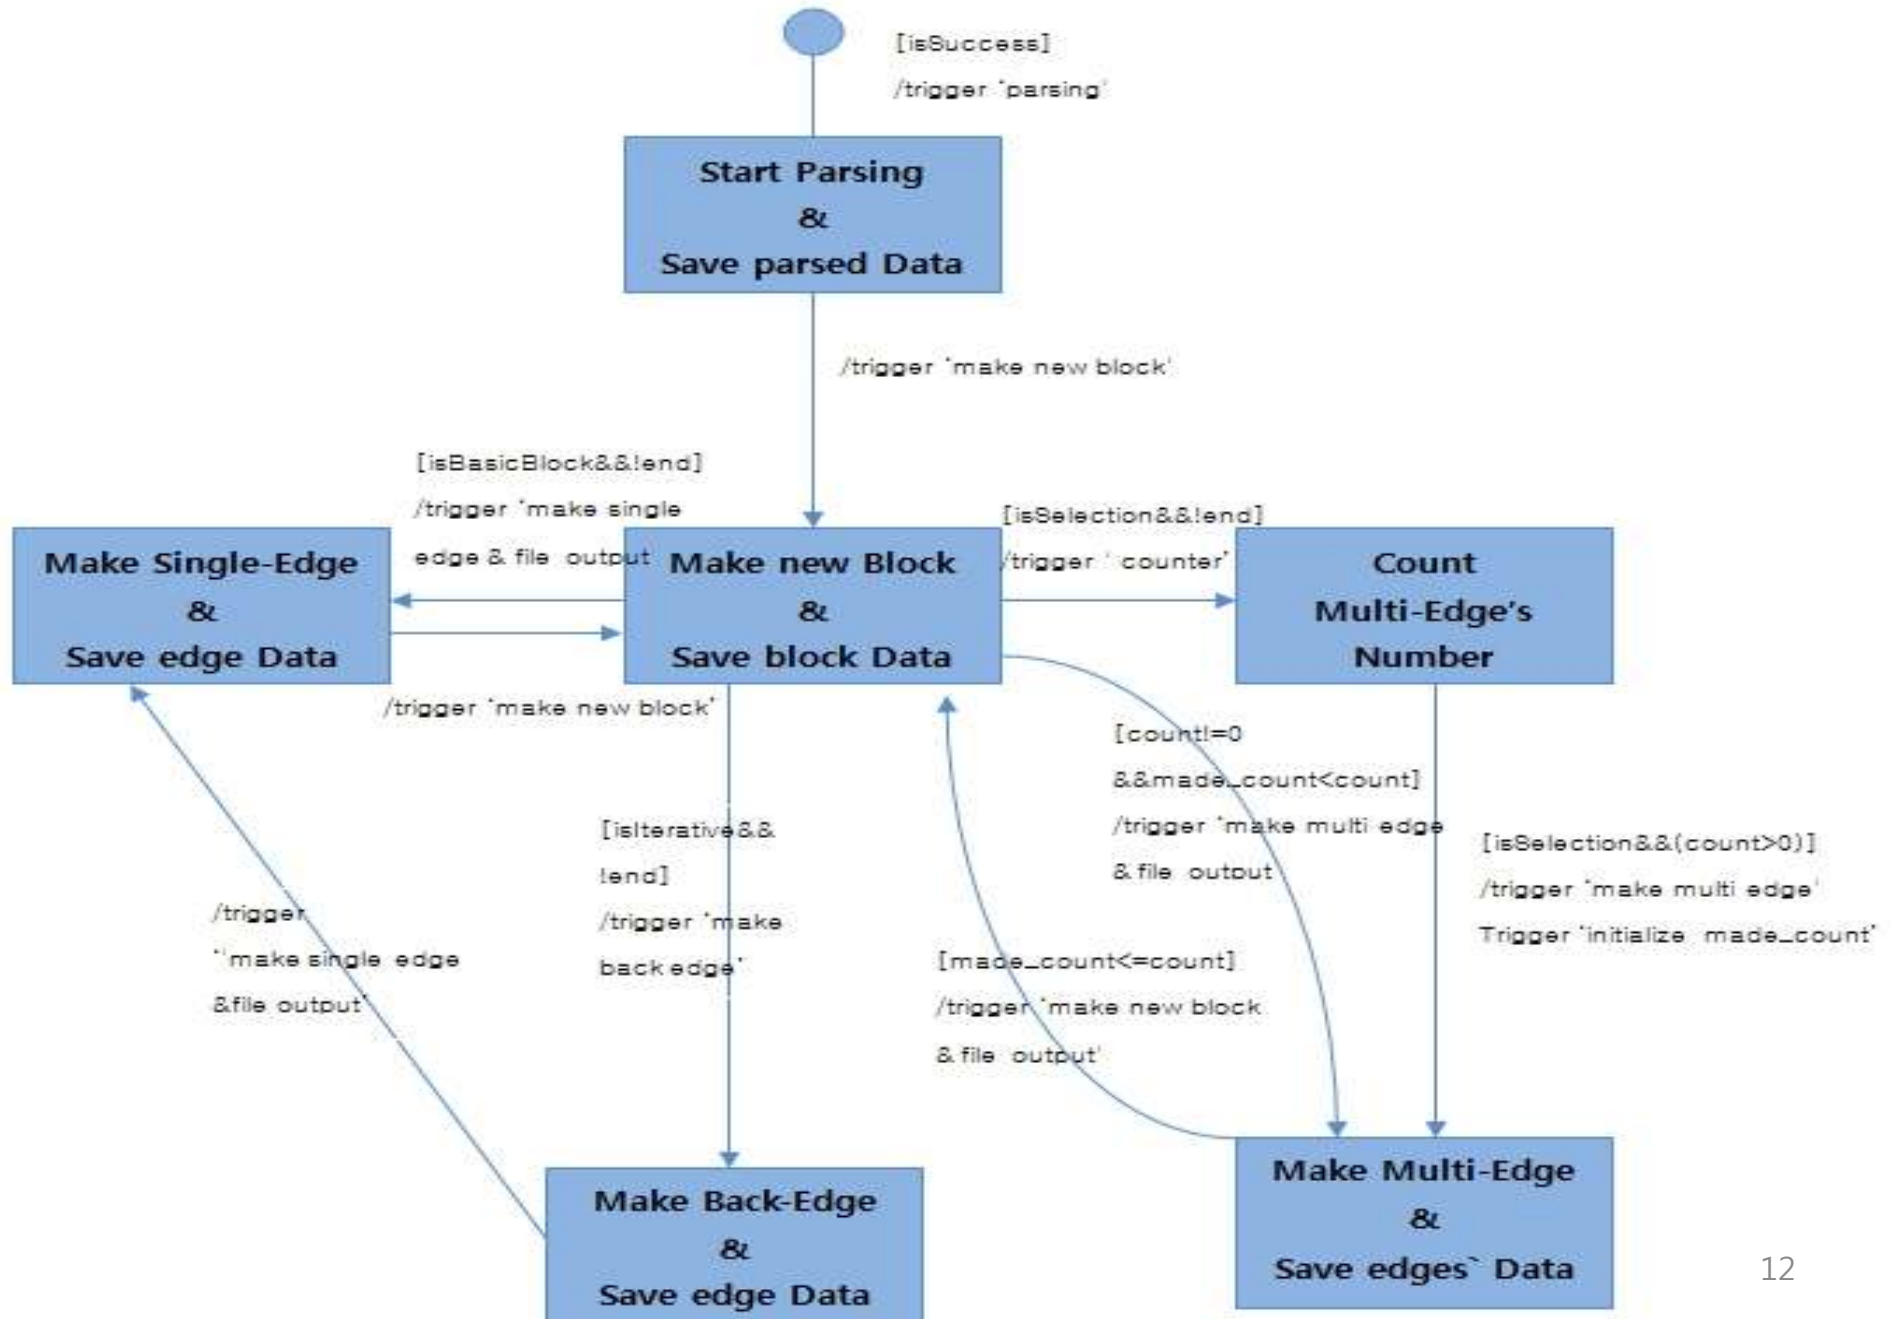 [isSuccess]
/trigger 'parsing'
Start Parsing
&
Save parsed Data
/trigger 'make new block'
[isBasicBlock&&!end]
/trigger 'make single
edge & file output
[isSelection&&!end]
/trigger ' counter'
Make Single-Edge
&
Save edge Data
Make new Block
&
Save block Data
Count
Multi-Edge's
Number
/trigger 'make new block'
[count!=0
&&made_count<count]
/trigger 'make multi edge
& file output
[isIterative&&
!end]
/trigger 'make
back edge'
[isSelection&&(count>0)]
/trigger 'make multi edge'
Trigger 'initialize made_count'
/trigger
''make single edge
&file output'
[made_count<=count]
/trigger 'make new block
& file output'
Make Back-Edge
&
Save edge Data
Make Multi-Edge
&
Save edges` Data
12